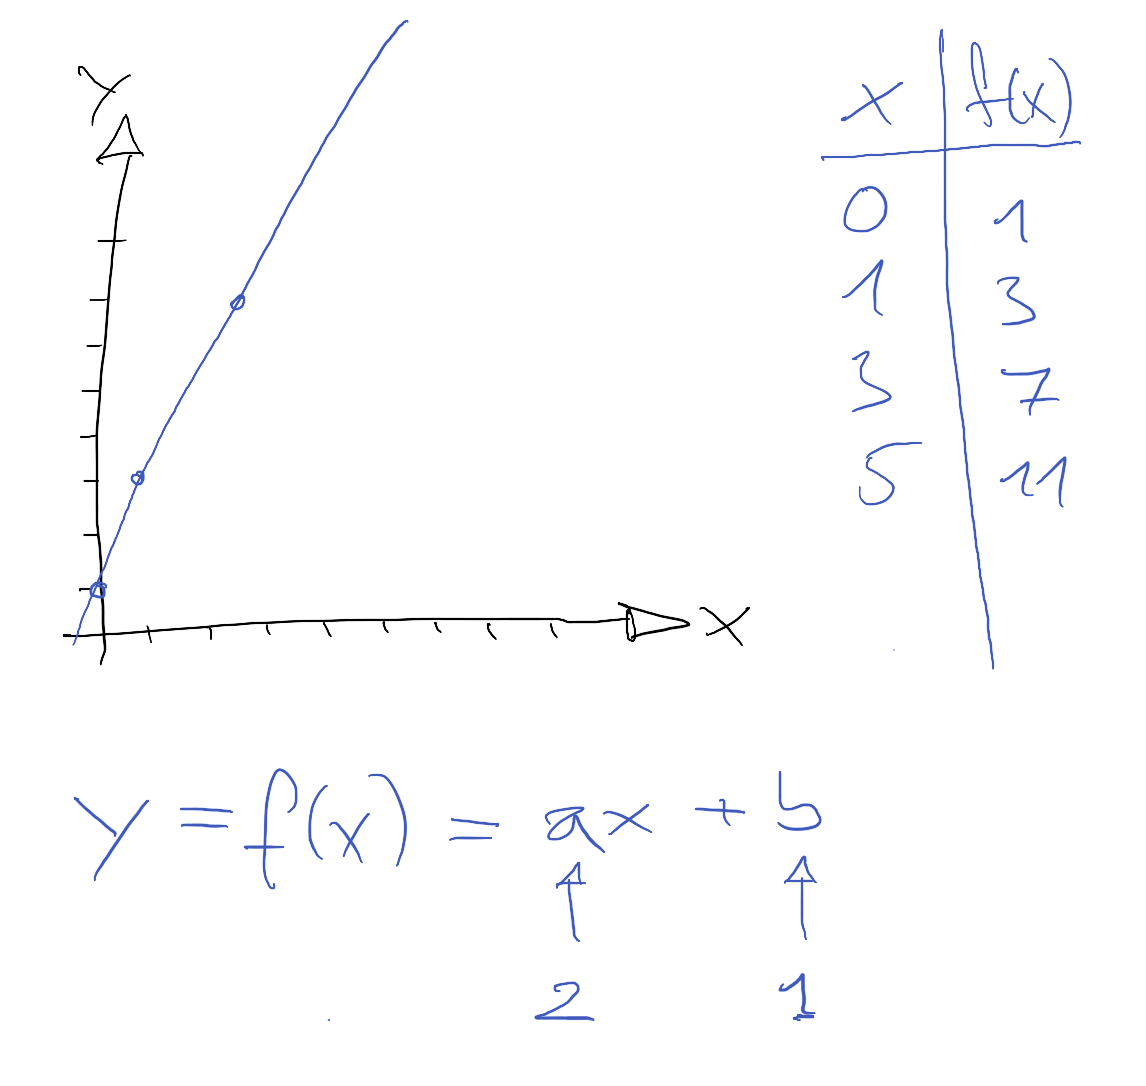 Y
X
x f(x)
0 1
1 3
3 7
5 11
y = f(x) = ax + b
2 1